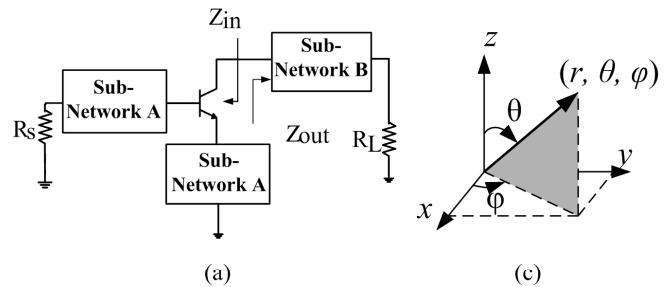 Zin
Sub-
Network B
Sub-
Network A
Rs
Zout
RL
Sub-
Network A
(a)
z
(r, θ, φ)
θ
y
φ
x
(c)